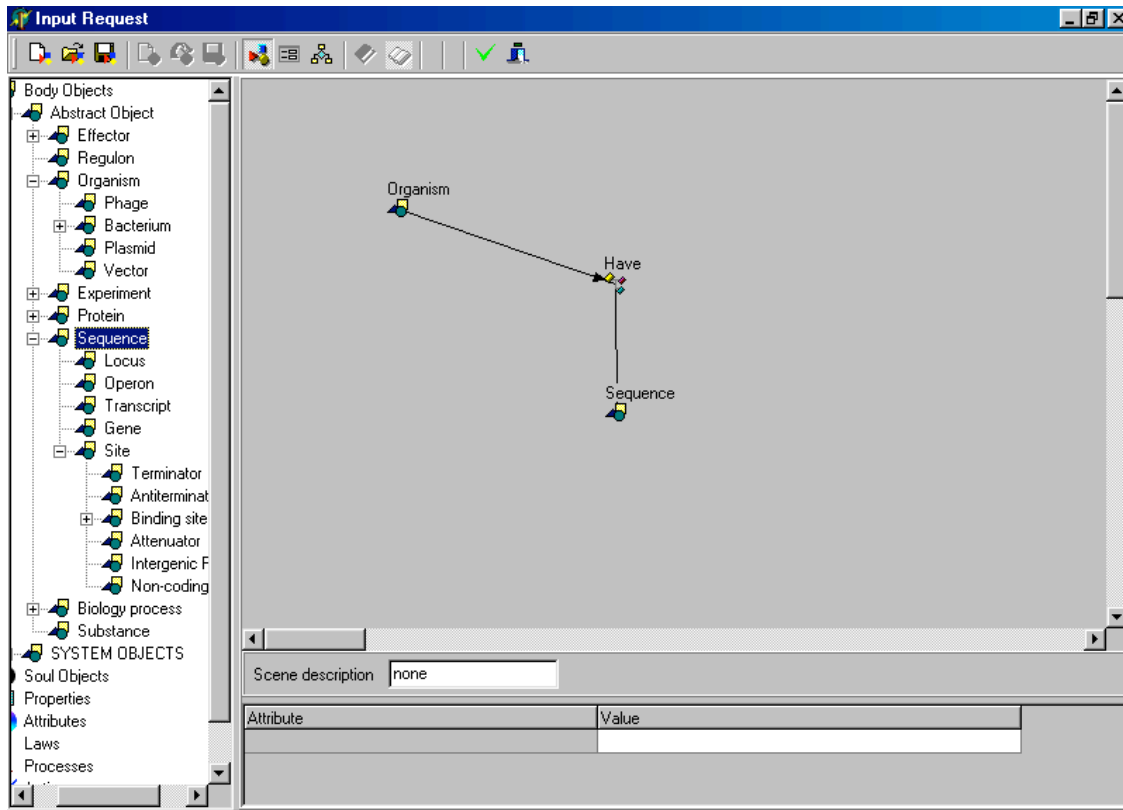 Input Request
Body Objects
Abstract Object
Effector
Regulon
Organism
Phage
Bacterium
Plasmid
Vector
Experiment
Protein
Sequence
Locus
Operon
Transcript
Gene
Site
Terminator
Antiterminat
Binding site
Attenuator
Intergenic F
Non-coding
Biology process
Substance
SYSTEM OBJECTS
Soul Objects
Properties
Attributes
Laws
Processes
Organism
Have
Sequence
Scene description none
Attribute Value